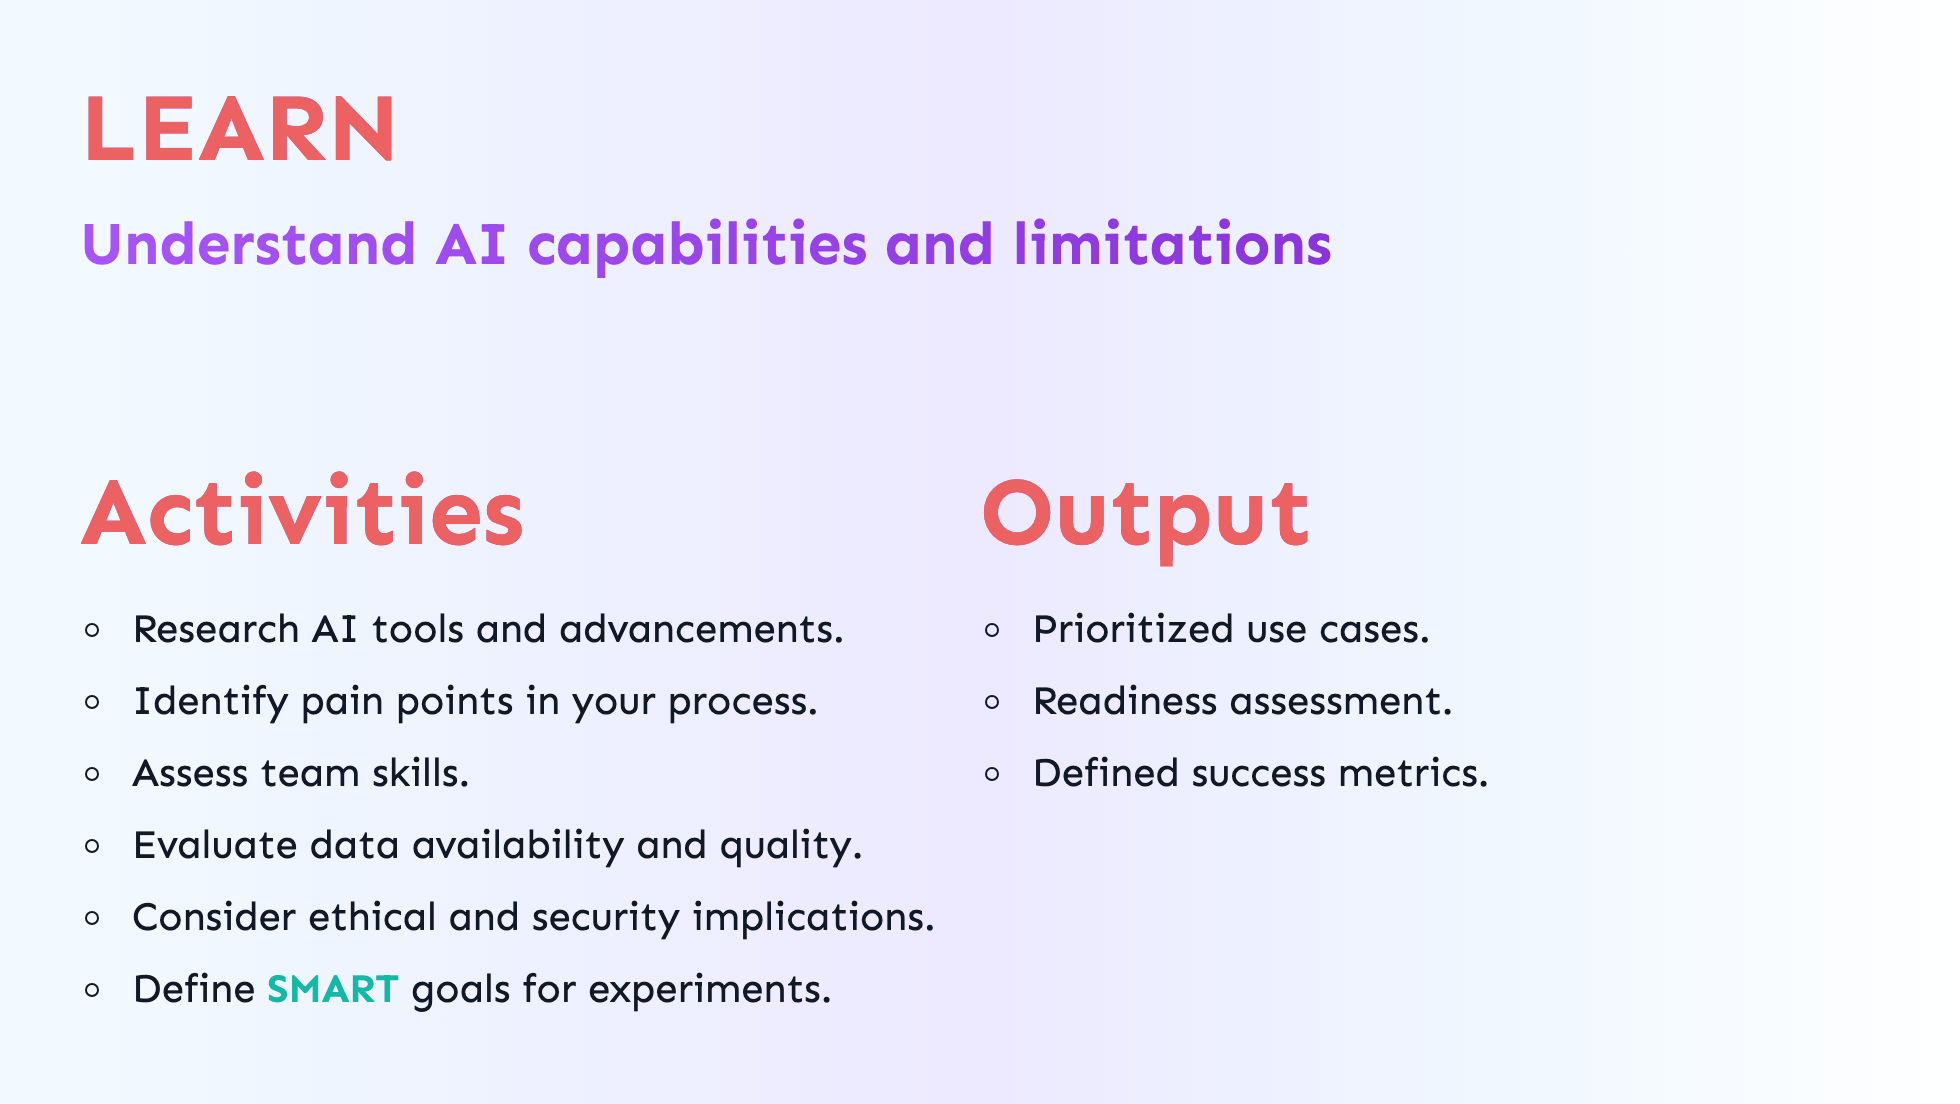 LEARN
Understand AI capabilities and limitations
Activities
Research AI tools and advancements.
Identify pain points in your process.
Assess team skills.
Evaluate data availability and quality.
Consider ethical and security implications.
Define SMART goals for experiments.
Output
Prioritized use cases.
Readiness assessment.
Defined success metrics.